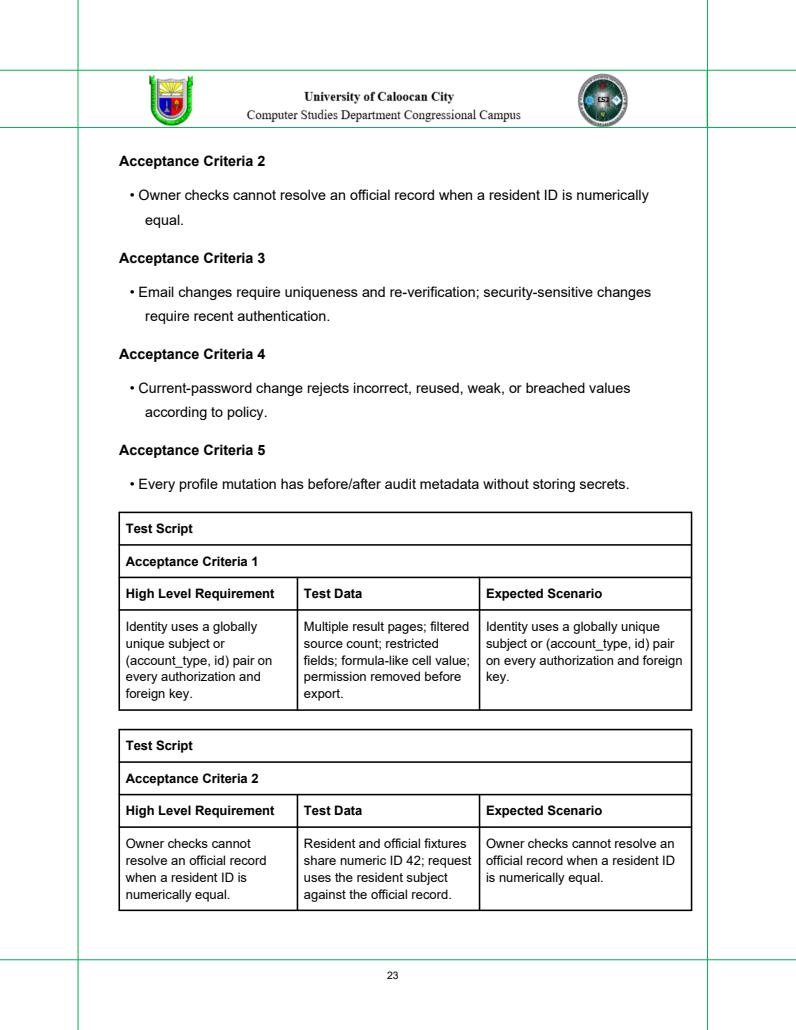 University of Caloocan City
Computer Studies Department Congressional Campus
Acceptance Criteria 2
• Owner checks cannot resolve an official record when a resident ID is numerically
equal.
Acceptance Criteria 3
• Email changes require uniqueness and re-verification; security-sensitive changes
require recent authentication.
Acceptance Criteria 4
• Current-password change rejects incorrect, reused, weak, or breached values
according to policy.
Acceptance Criteria 5
• Every profile mutation has before/after audit metadata without storing secrets.
Test Script
Acceptance Criteria 1
High Level Requirement
Test Data
Expected Scenario
Identity uses a globally
unique subject or
(account_type, id) pair on
every authorization and
foreign key.
Multiple result pages; filtered
source count; restricted
fields; formula-like cell value;
permission removed before
export.
Identity uses a globally unique
subject or (account_type, id) pair
on every authorization and foreign
key.
Test Script
Acceptance Criteria 2
High Level Requirement
Test Data
Expected Scenario
Owner checks cannot
resolve an official record
when a resident ID is
numerically equal.
Resident and official fixtures
share numeric ID 42; request
uses the resident subject
against the official record.
Owner checks cannot resolve an
official record when a resident ID
is numerically equal.
23